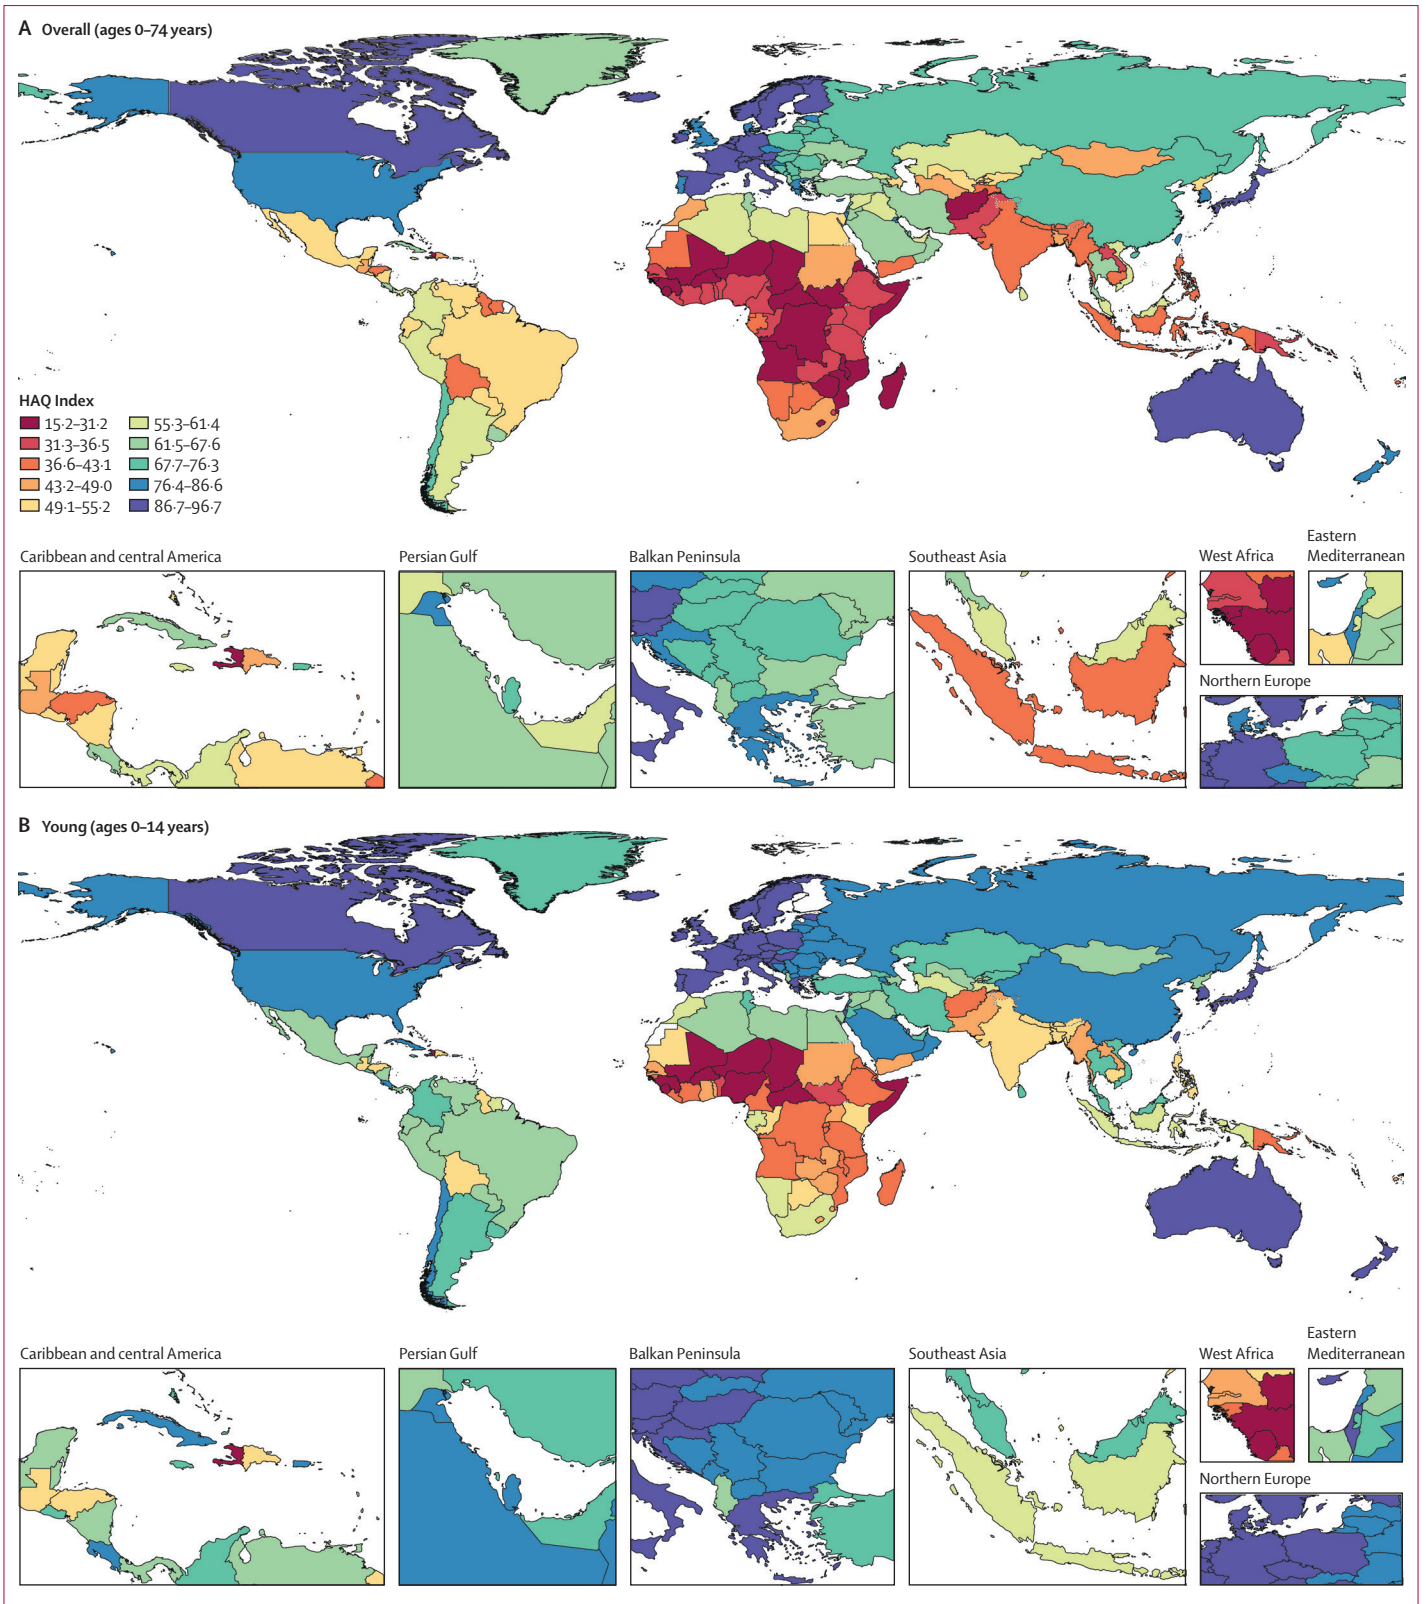 A Overall (ages 0–74 years)
HAQ Index
15·2–31·2
31·3–36·5
36·6–43·1
43·2–49·0
49·1–55·2
55·3–61·4
61·5–67·6
67·7–76·3
76·4–86·6
86·7–96·7
Caribbean and central America
Persian Gulf
Balkan Peninsula
Southeast Asia
West Africa
Eastern
Mediterranean
Northern Europe
B Young (ages 0–14 years)
Caribbean and central America
Persian Gulf
Balkan Peninsula
Southeast Asia
West Africa
Eastern
Mediterranean
Northern Europe